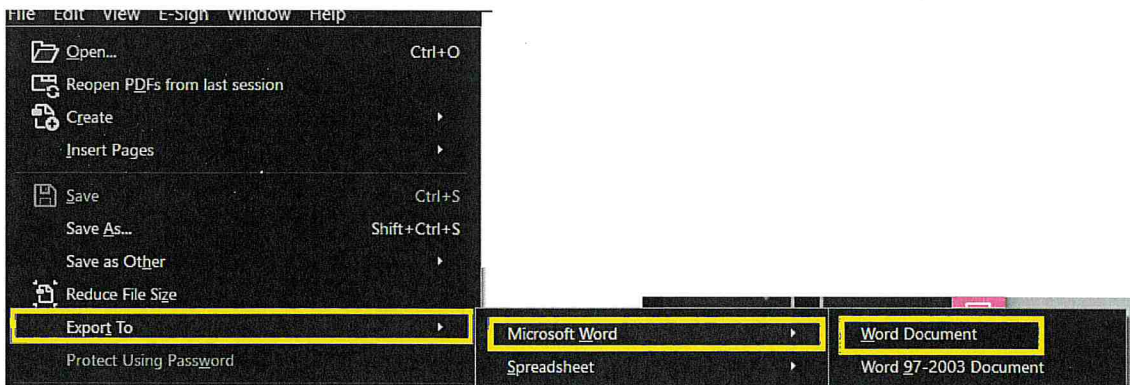 File Edit View E-Sign Window Help
Open... Ctrl+O
Reopen PDFs from last session
Create
Insert Pages
Save Ctrl+S
Save As... Shift+Ctrl+S
Save as Other
Reduce File Size
Export To Microsoft Word Word Document
Protect Using Password Spreadsheet Word 97-2003 Document